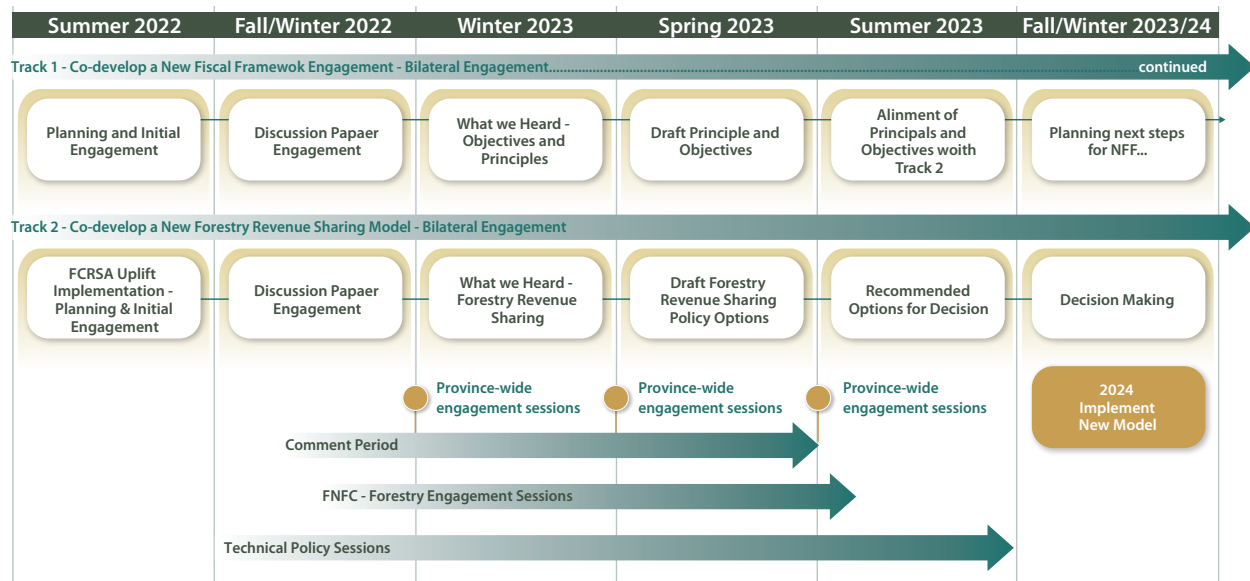 Summer 2022
Fall/Winter 2022
Winter 2023
Spring 2023
Summer 2023
Fall/Winter 2023/24
Track 1 - Co-develop a New Fiscal Framewok Engagement - Bilateral Engagement.................................................................................................... continued
Planning and Initial
Engagement
Discussion Papaer
Engagement
What we Heard -
Objectives and
Principles
Draft Principle and
Objectives
Alinment of
Principals and
Objectives woith
Track 2
Planning next steps
for NFF...
Track 2 - Co-develop a New Forestry Revenue Sharing Model - Bilateral Engagement
FCRSA Uplift
Implementation -
Planning & Initial
Engagement
Discussion Papaer
Engagement
What we Heard -
Forestry Revenue
Sharing
Draft Forestry
Revenue Sharing
Policy Options
Recommended
Options for Decision
Decision Making
Province-wide
engagement sessions
Province-wide
engagement sessions
Province-wide
engagement sessions
2024
Implement
New Model
Comment Period
FNFC - Forestry Engagement Sessions
Technical Policy Sessions